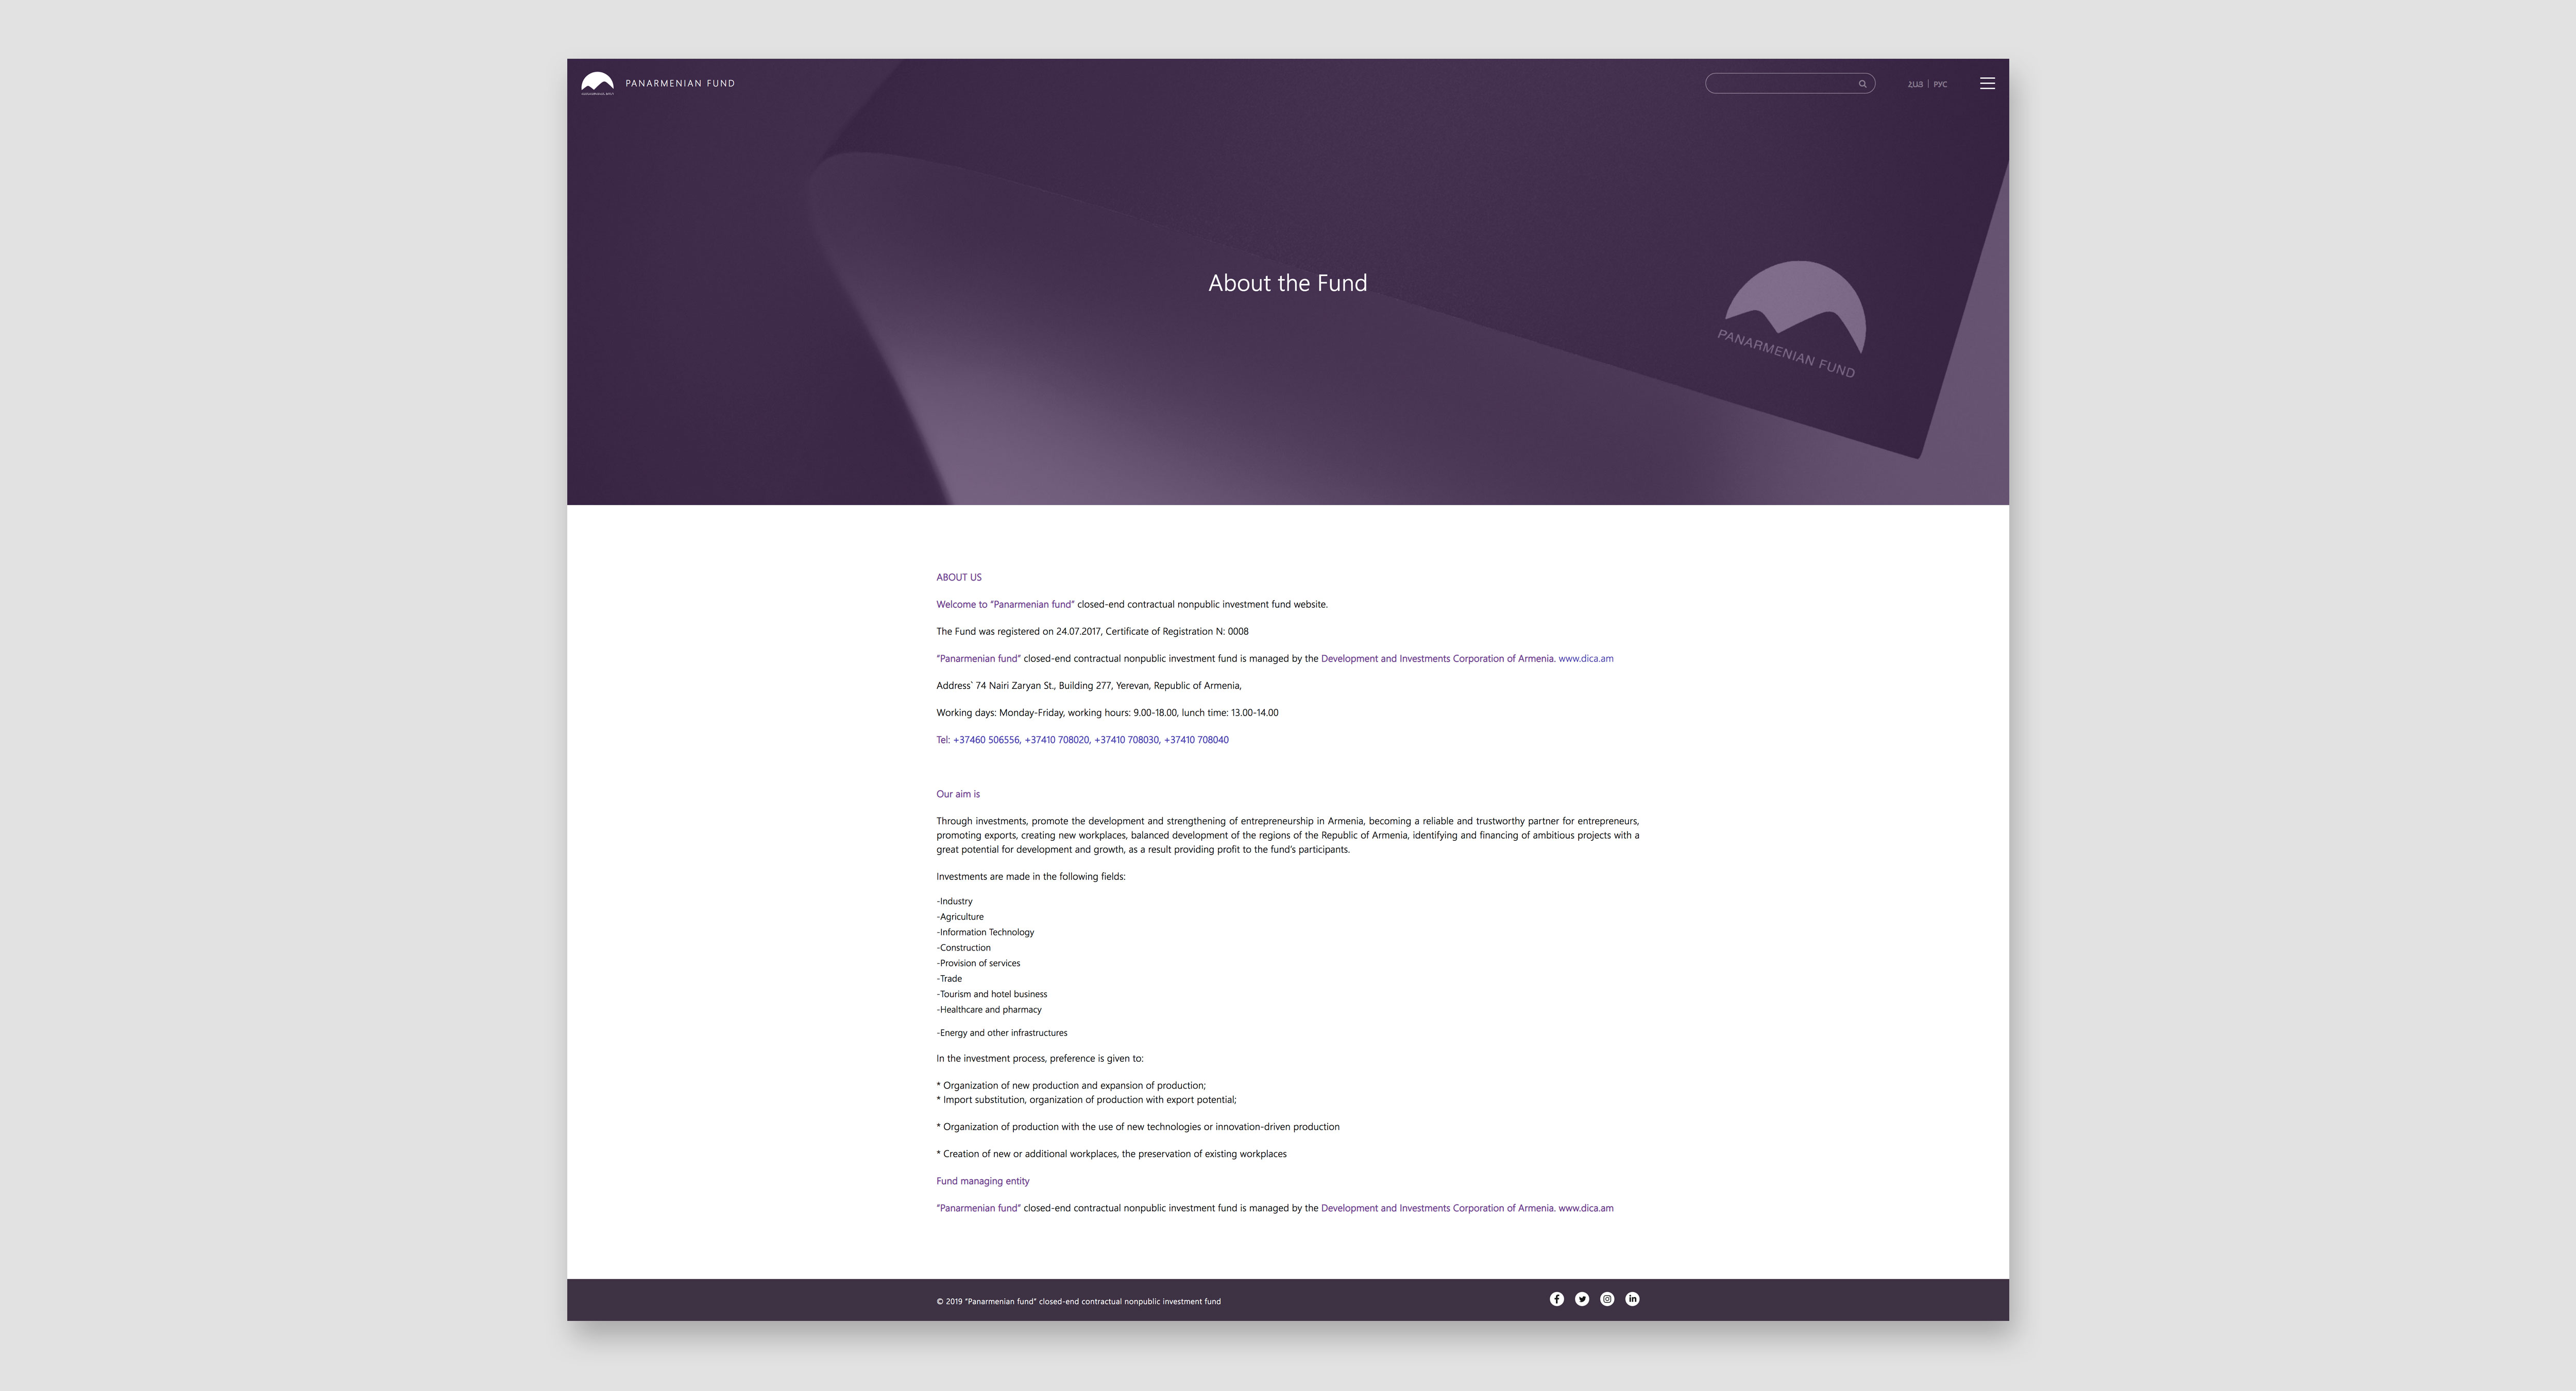 PANARMENIAN FUND
ՀԱՅ | РУС
About the Fund
PANARMENIAN FUND
ABOUT US
Welcome to “Panarmenian fund” closed-end contractual nonpublic investment fund website.
The Fund was registered on 24.07.2017, Certificate of Registration N: 0008
“Panarmenian fund” closed-end contractual nonpublic investment fund is managed by the Development and Investments Corporation of Armenia. www.dica.am
Address` 74 Nairi Zaryan St., Building 277, Yerevan, Republic of Armenia,
Working days: Monday-Friday, working hours: 9.00-18.00, lunch time: 13.00-14.00
Tel: +37460 506556, +37410 708020, +37410 708030, +37410 708040
Our aim is
Through investments, promote the development and strengthening of entrepreneurship in Armenia, becoming a reliable and trustworthy partner for entrepreneurs,
promoting exports, creating new workplaces, balanced development of the regions of the Republic of Armenia, identifying and financing of ambitious projects with a
great potential for development and growth, as a result providing profit to the fund’s participants.
Investments are made in the following fields:
-Industry
-Agriculture
-Information Technology
-Construction
-Provision of services
-Trade
-Tourism and hotel business
-Healthcare and pharmacy
-Energy and other infrastructures
In the investment process, preference is given to:
* Organization of new production and expansion of production;
* Import substitution, organization of production with export potential;
* Organization of production with the use of new technologies or innovation-driven production
* Creation of new or additional workplaces, the preservation of existing workplaces
Fund managing entity
“Panarmenian fund” closed-end contractual nonpublic investment fund is managed by the Development and Investments Corporation of Armenia. www.dica.am
© 2019 “Panarmenian fund” closed-end contractual nonpublic investment fund